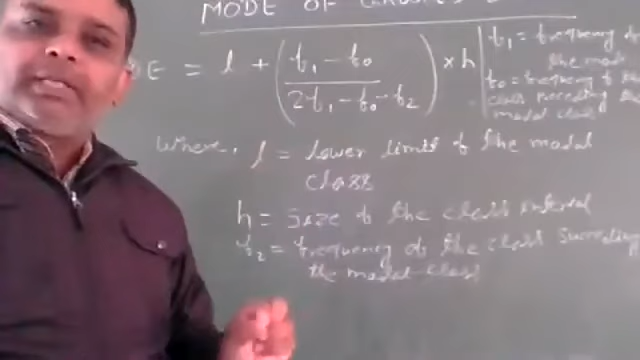 MODE OF
DE = l + (f₁ - f₀ / 2f₁ - f₀ - f₂) × h
f₁ = frequency of
the mod
f₀ = frequency of the
class preceding the
modal class
Where, l = lower limit of the modal
class
h = size of the class interval
f₂ = frequency of the class succeeding
the modal class